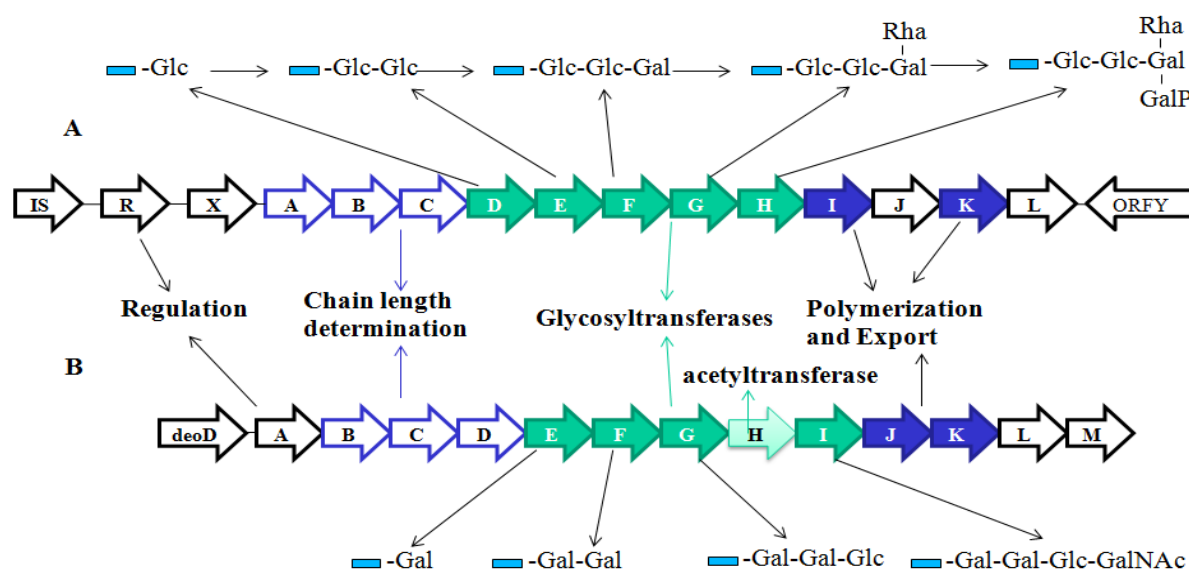 Rha
Rha
-Glc
-Glc-Glc
-Glc-Glc-Gal
-Glc-Glc-Gal
-Glc-Glc-Gal
GalP
A
IS
R
X
A
B
C
D
E
F
G
H
I
J
K
L
ORFY
Regulation
Chain length
determination
Glycosyltransferases
Polymerization
and Export
B
acetyltransferase
deoD
A
B
C
D
E
F
G
H
I
J
K
L
M
-Gal
-Gal-Gal
-Gal-Gal-Glc
-Gal-Gal-Glc-GalNAc